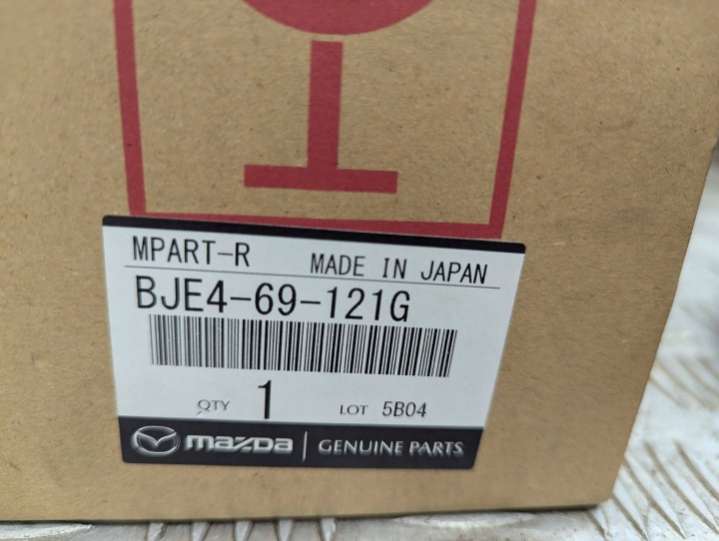 MPART-R MADE IN JAPAN
BJE4-69-121G
QTY 1 LOT 5B04
mazda | GENUINE PARTS